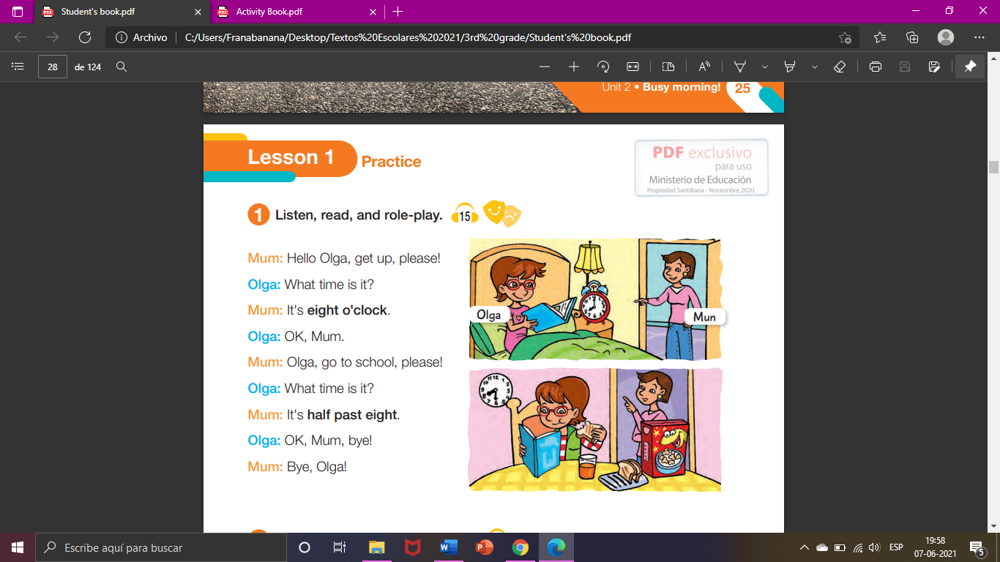 Student's book.pdf
Activity Book.pdf
Archivo
C:/Users/Franabanana/Desktop/Textos%20Escolares%202021/3rd%20grade/Student's%20book.pdf
28
de 124
Unit 2 • Busy morning!
25
Lesson 1
Practice
PDF exclusivo
para uso
Ministerio de Educación
Propiedad Santillana - Noviembre 2020
1 Listen, read, and role-play.
15
Mum: Hello Olga, get up, please!
Olga: What time is it?
Mum: It's eight o'clock.
Olga: OK, Mum.
Mum: Olga, go to school, please!
Olga: What time is it?
Mum: It's half past eight.
Olga: OK, Mum, bye!
Mum: Bye, Olga!
Olga
Mun
Escribe aquí para buscar
ESP
19:58
07-06-2021
5